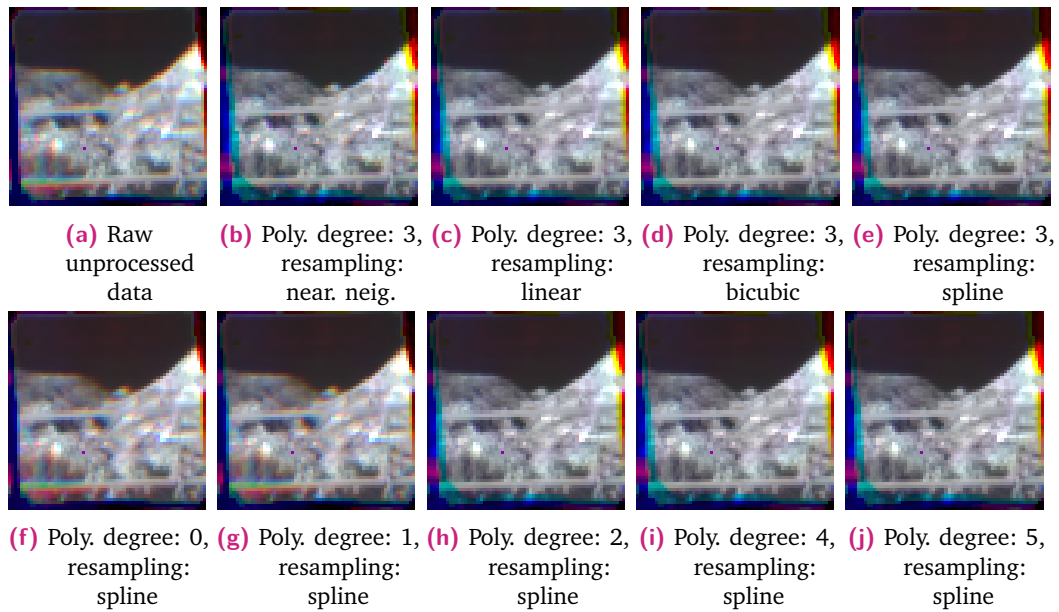 (a) Raw
unprocessed
data
(b) Poly. degree: 3,
resampling:
near. neig.
(c) Poly. degree: 3,
resampling:
linear
(d) Poly. degree: 3,
resampling:
bicubic
(e) Poly. degree: 3,
resampling:
spline
(f) Poly. degree: 0,
resampling:
spline
(g) Poly. degree: 1,
resampling:
spline
(h) Poly. degree: 2,
resampling:
spline
(i) Poly. degree: 4,
resampling:
spline
(j) Poly. degree: 5,
resampling:
spline